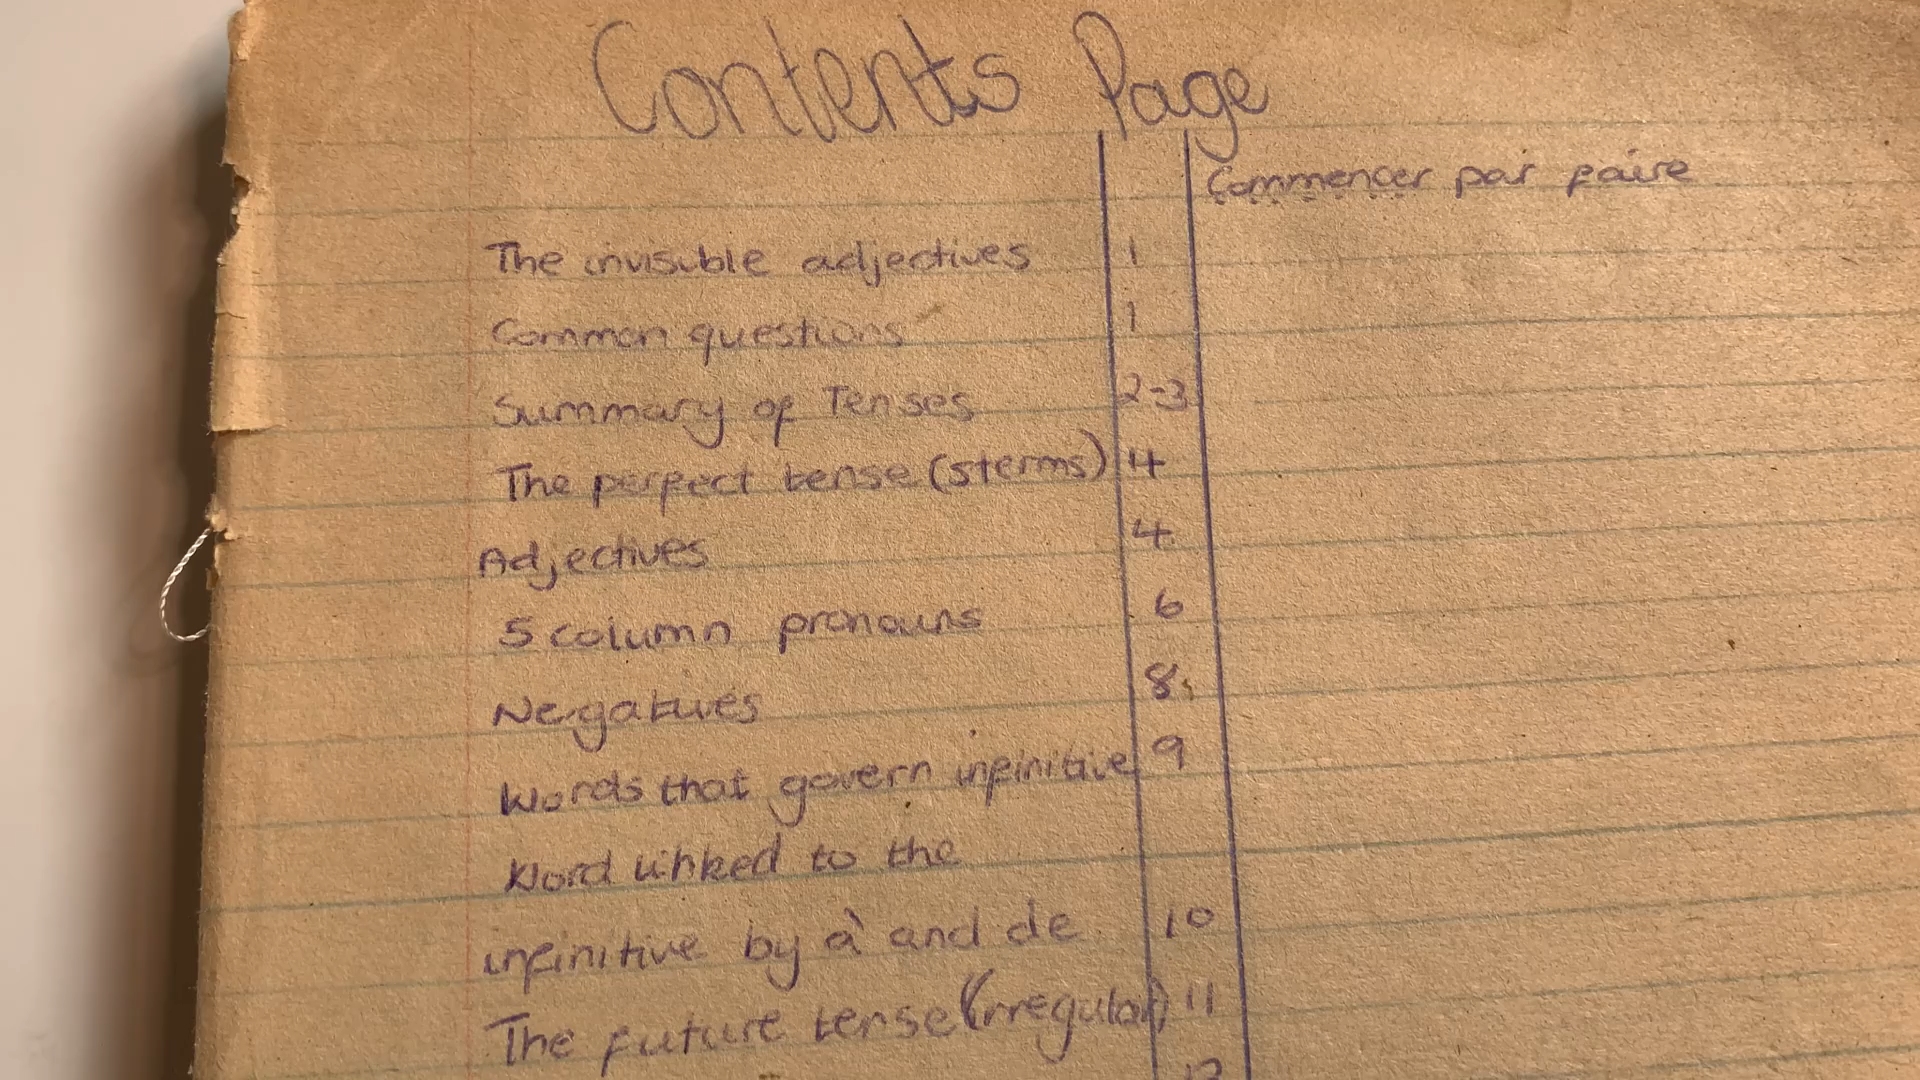 Contents Page
Commencer par faire
The invisible adjectives 1
Common questions 1
Summary of Tenses 2-3
The perfect tense (sterms) 4
Adjectives 4
5 column pronouns 6
Negatives 8
Words that govern infinitive 9
Word linked to the
infinitive by à and de 10
The future tense (irregular) 11
12